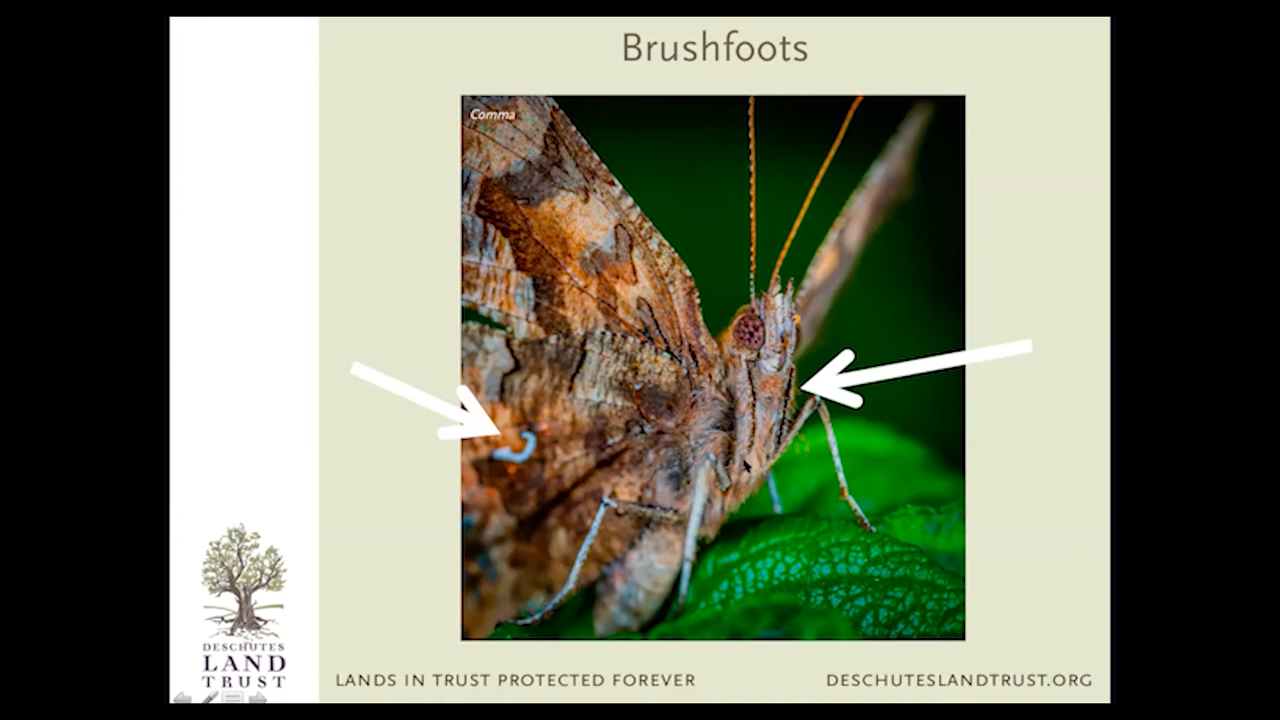 Brushfoots
Comma
DESCHUTES
LAND
TRUST
LANDS IN TRUST PROTECTED FOREVER
DESCHUTESLANDTRUST.ORG